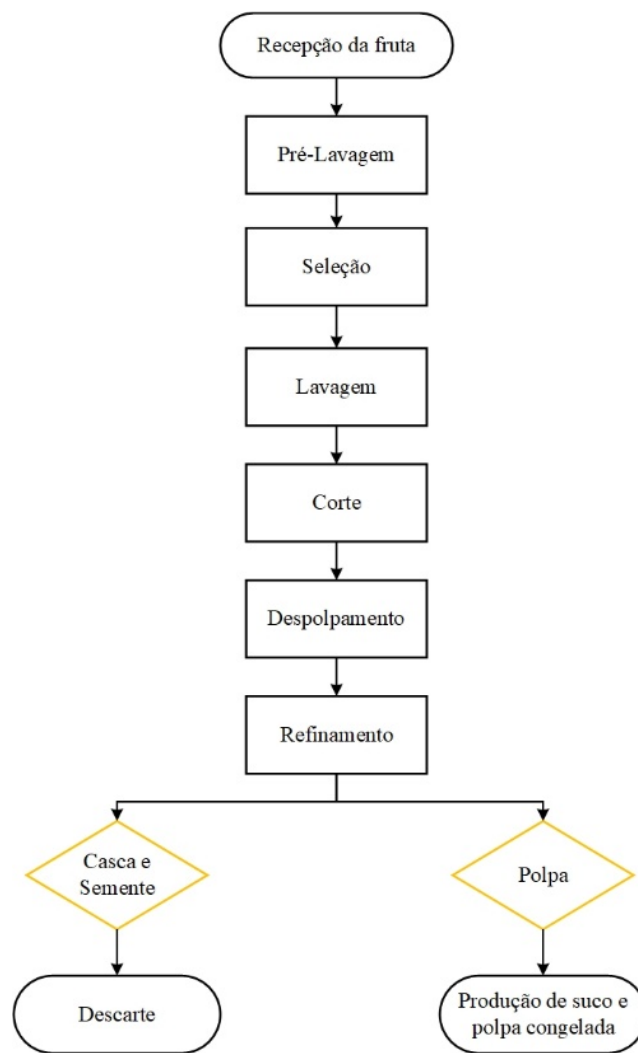 Recepção da fruta
Pré-Lavagem
Seleção
Lavagem
Corte
Despolpamento
Refinamento
Casca e
Semente
Polpa
Descarte
Produção de suco e
polpa congelada